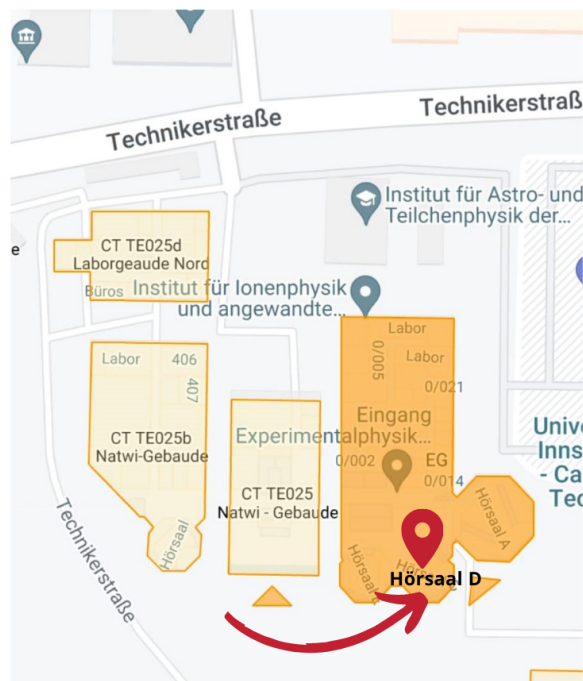 Technikerstraße
Technikerstraß
Institut für Astro- und
Teilchenphysik der...
e
CT TE025d
Laborgeaude Nord
Büros
Institut für Ionenphysik
und angewandte...
Labor
Labor
0/005
0/021
Labor
406
407
CT TE025b
Natwi-Gebaude
Eingang
Experimentalphysik...
0/002
EG
0/014
Unive
Inns
- Ca
Tec
CT TE025
Natwi - Gebaude
Hörsaal A
Hörsaal
Hörsaal
Hörsaal D
Technikerstraße